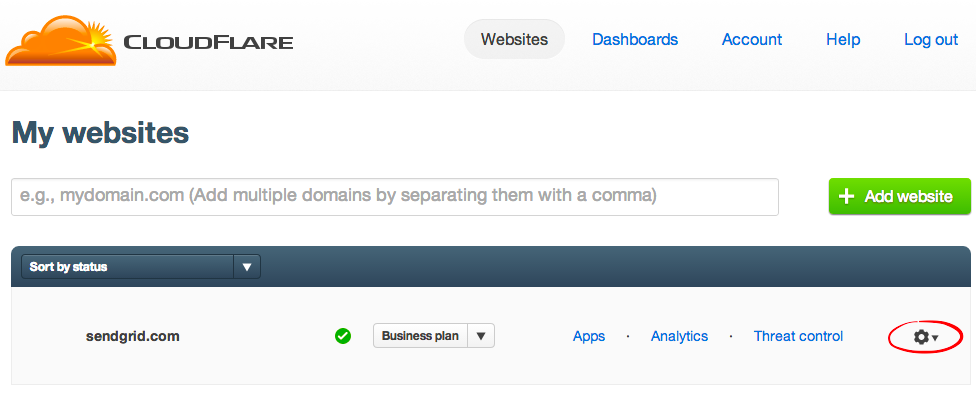 CLOUDFLARE
Websites Dashboards Account Help Log out
My websites
e.g., mydomain.com (Add multiple domains by separating them with a comma)
+ Add website
Sort by status
sendgrid.com Business plan Apps · Analytics · Threat control